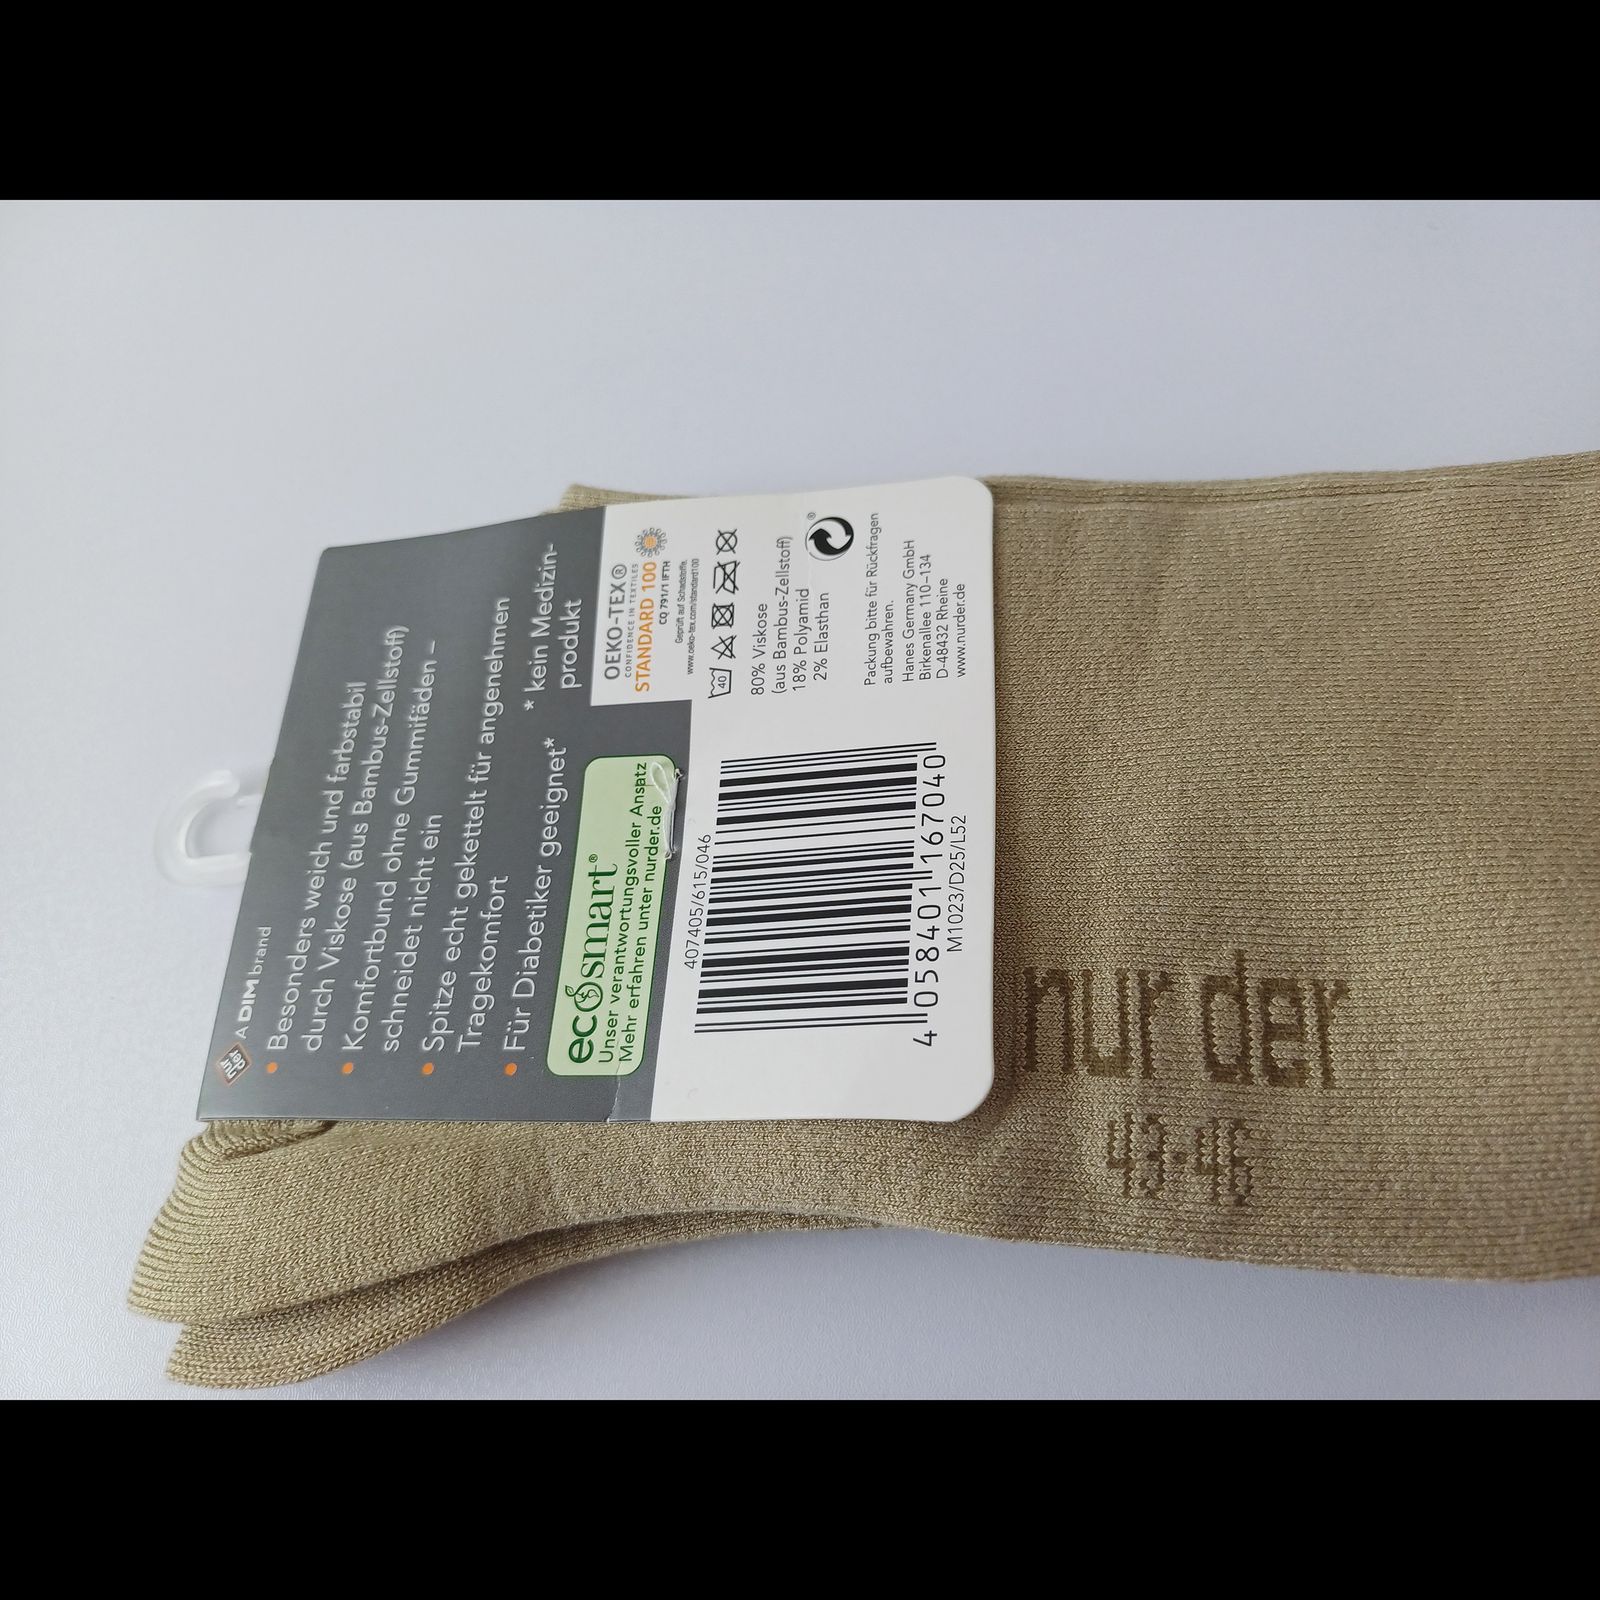 nur der
A DIM brand
• Besonders weich und farbstabil
durch Viskose (aus Bambus-Zellstoff)
• Komfortbund ohne Gummifäden –
schneidet nicht ein
• Spitze echt gekettelt für angenehmen
Tragekomfort
• Für Diabetiker geeignet*
* kein Medizin-
produkt
ecosmart®
Unser verantwortungsvoller Ansatz
Mehr erfahren unter nurder.de
OEKO-TEX®
CONFIDENCE IN TEXTILES
STANDARD 100
CQ 791/1 IFTH
Geprüft auf Schadstoffe.
www.oeko-tex.com/standard100
40
80% Viskose
(aus Bambus-Zellstoff)
18% Polyamid
2% Elasthan
®
Packung bitte für Rückfragen
aufbewahren.
Hanes Germany GmbH
Birkenallee 110–134
D-48432 Rheine
www.nurder.de
407405/615/046
4 058401 167040
M1023/D25/L52
nur der
43-46